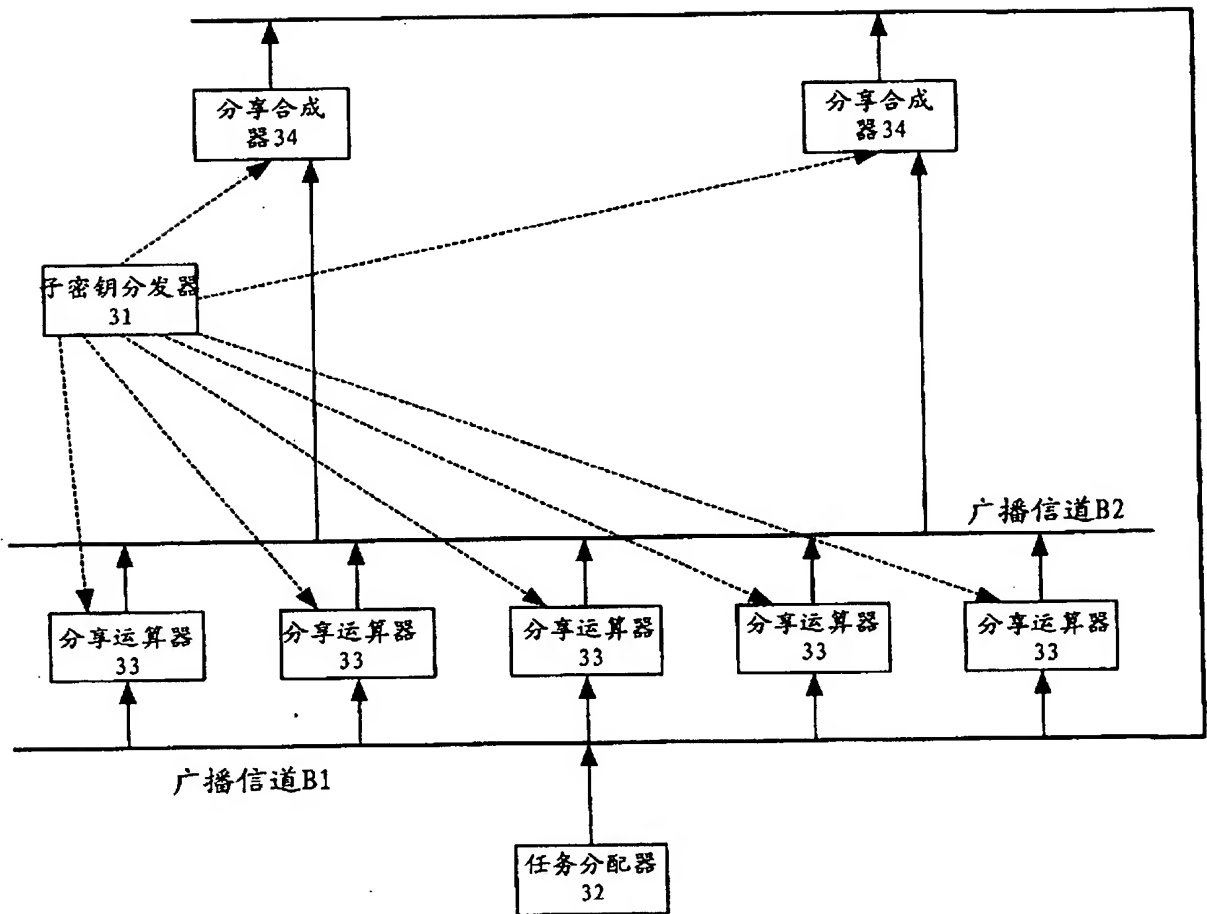 分享合成
器34
分享合成
器34
子密钥分发器
31
广播信道B2
分享运算器
33
分享运算器
33
分享运算器
33
分享运算器
33
分享运算器
33
广播信道B1
任务分配器
32